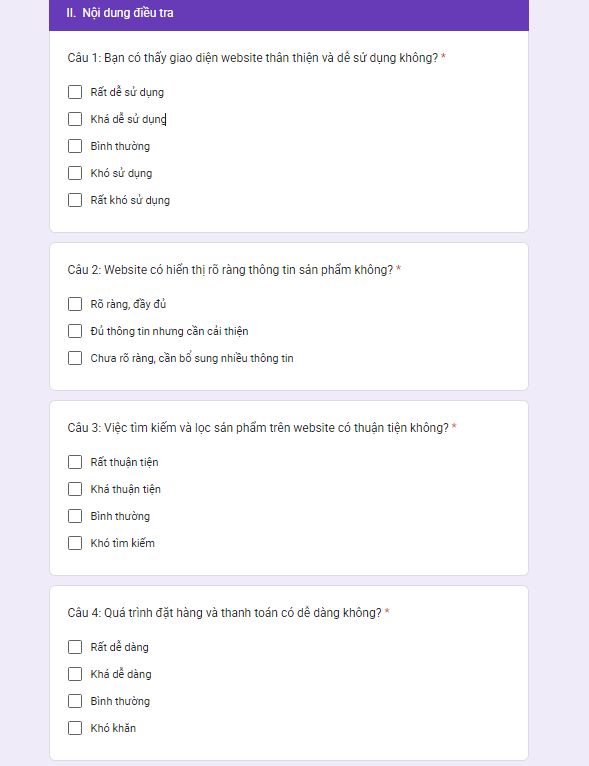 II. Nội dung điều tra
Câu 1: Bạn có thấy giao diện website thân thiện và dễ sử dụng không? *
Rất dễ sử dụng
Khá dễ sử dụng
Bình thường
Khó sử dụng
Rất khó sử dụng
Câu 2: Website có hiển thị rõ ràng thông tin sản phẩm không? *
Rõ ràng, đầy đủ
Đủ thông tin nhưng cần cải thiện
Chưa rõ ràng, cần bổ sung nhiều thông tin
Câu 3: Việc tìm kiếm và lọc sản phẩm trên website có thuận tiện không? *
Rất thuận tiện
Khá thuận tiện
Bình thường
Khó tìm kiếm
Câu 4: Quá trình đặt hàng và thanh toán có dễ dàng không? *
Rất dễ dàng
Khá dễ dàng
Bình thường
Khó khăn